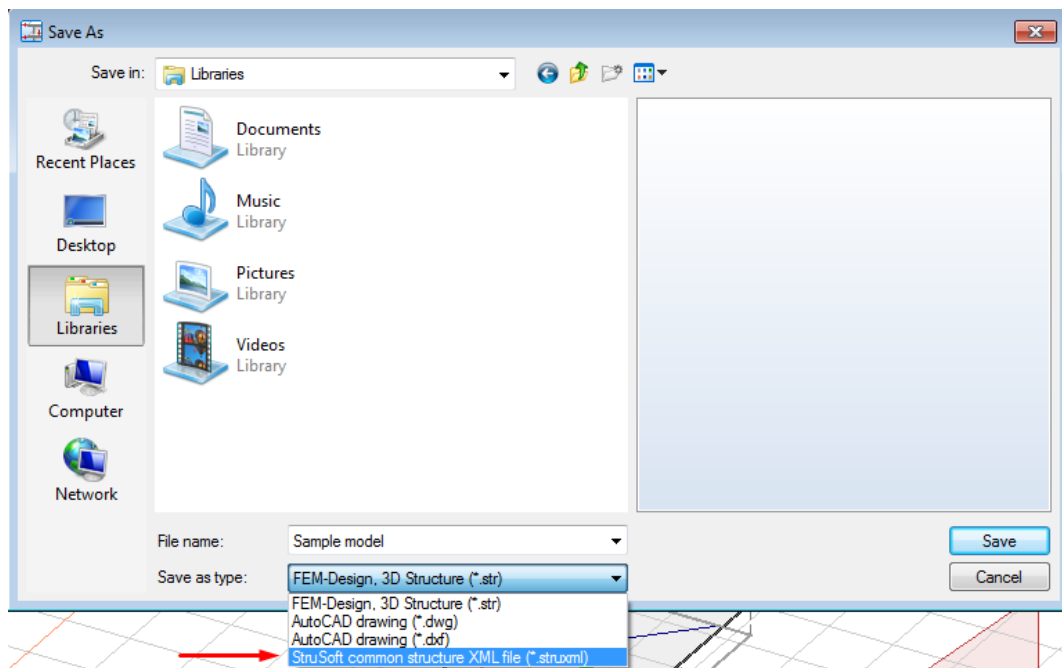 Save As
Save in:
Libraries
Recent Places
Desktop
Libraries
Computer
Network
Documents
Library
Music
Library
Pictures
Library
Videos
Library
File name:
Sample model
Save
Save as type:
FEM-Design, 3D Structure (*.str)
Cancel
FEM-Design, 3D Structure (*.str)
AutoCAD drawing (*.dwg)
AutoCAD drawing (*.dxf)
StruSoft common structure XML file (*.struxml)